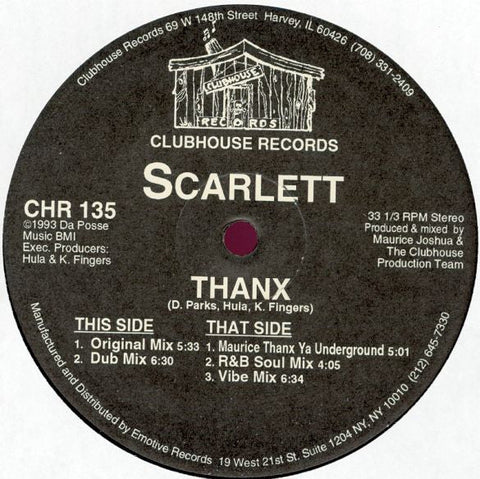 Clubhouse Records 69 W 148th Street Harvey, IL 60426 (708) 331-2409
CLUBHOUSE
RECORDS
CLUBHOUSE RECORDS
SCARLETT
CHR 135
©1993 Da Posse
Music BMI
Exec. Producers:
Hula & K. Fingers
33 1/3 RPM Stereo
Produced & mixed by
Maurice Joshua &
The Clubhouse
Production Team
THANX
(D. Parks, Hula, K. Fingers)
THIS SIDE
1. Original Mix 5:33
2. Dub Mix 6:30
THAT SIDE
1. Maurice Thanx Ya Underground 5:01
2. R&B Soul Mix 4:05
3. Vibe Mix 6:34
Manufactured and Distributed by Emotive Records 19 West 21st St. Suite 1204 NY, NY 10010 (212) 645-7330